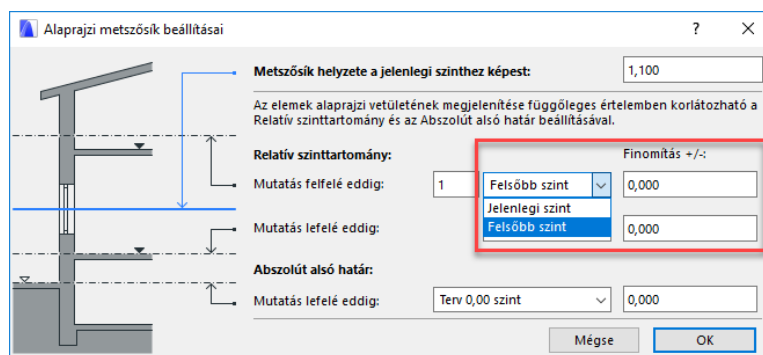 Alaprajzi metszősík beállításai
?
Metszősík helyzete a jelenlegi szinthez képest:
1,100
Az elemek alaprajzi vetületének megjelenítése függőleges értelemben korlátozható a
Relatív szinttartomány és az Abszolút alsó határ beállításával.
Relatív szinttartomány:
Finomítás +/-:
Mutatás felfelé eddig:
1
Felsőbb szint
0,000
Jelenlegi szint
Felsőbb szint
Mutatás lefelé eddig:
0,000
Abszolút alsó határ:
Mutatás lefelé eddig:
Terv 0,00 szint
0,000
Mégse
OK